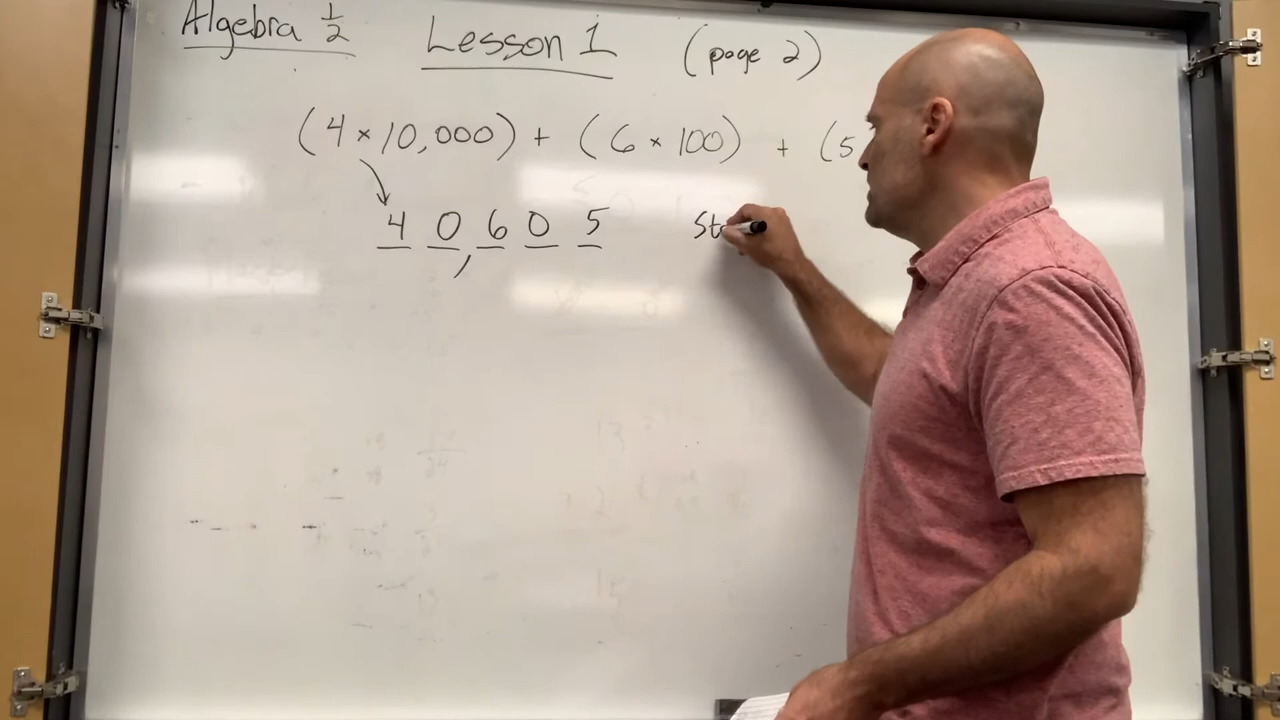 Algebra 1/2 Lesson 1 (page 2)
(4 × 10,000) + (6 × 100) + (5
4 0, 6 0 5 St